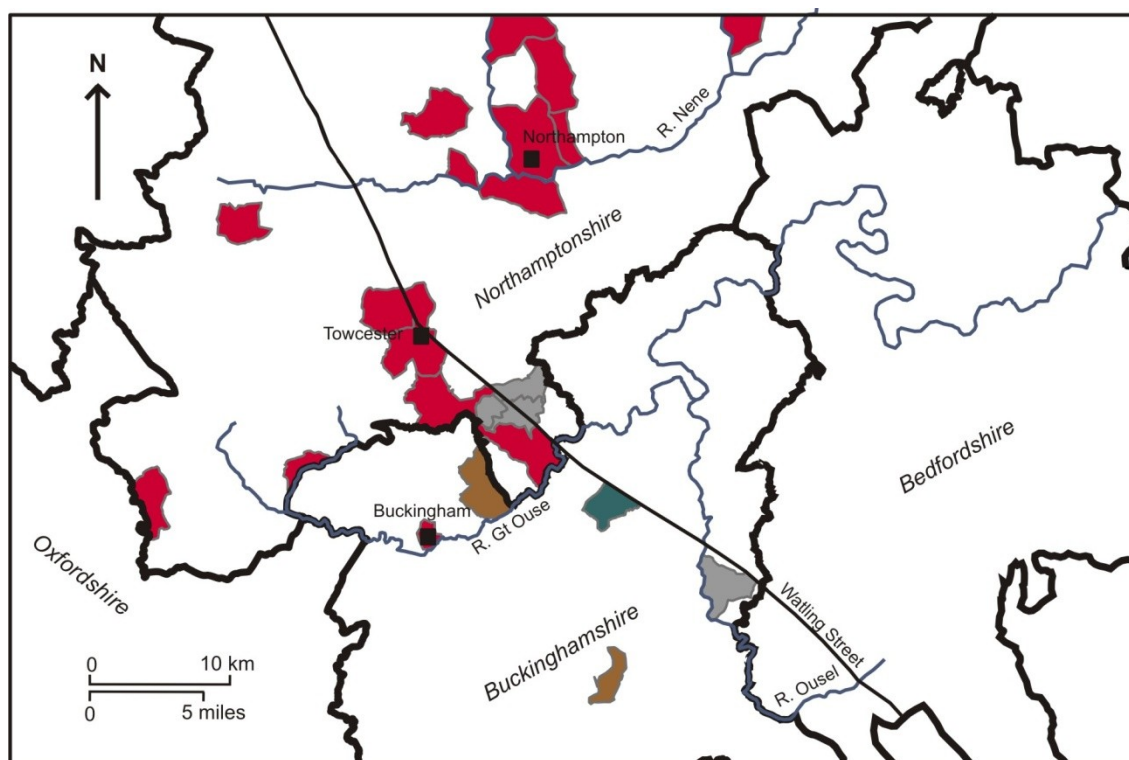 N
R. Nene
Northampton
Northamptonshire
Towcester
Bedfordshire
Buckingham
R. Gt Ouse
Oxfordshire
Watling Street
Buckinghamshire
R. Ousel
0 10 km
0 5 miles